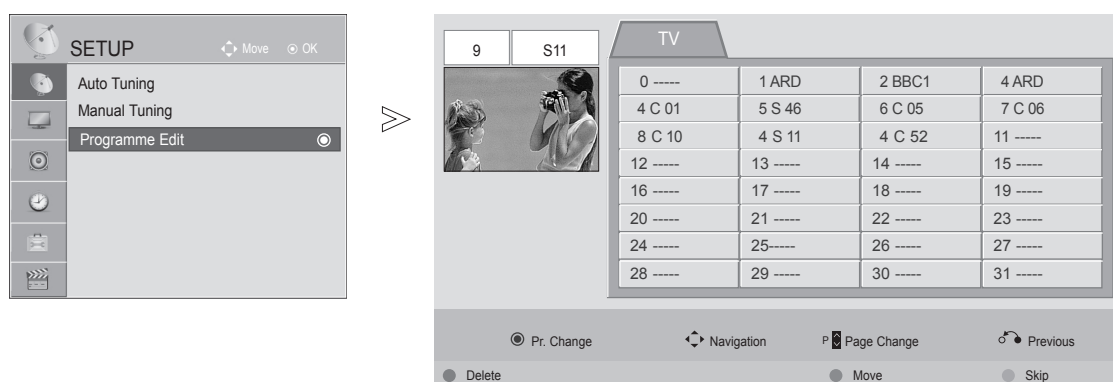 SETUP
Move OK
Auto Tuning
Manual Tuning
Programme Edit
9 S11
TV
0 ----- 1 ARD 2 BBC1 4 ARD
4 C 01 5 S 46 6 C 05 7 C 06
8 C 10 4 S 11 4 C 52 11 -----
12 ----- 13 ----- 14 ----- 15 -----
16 ----- 17 ----- 18 ----- 19 -----
20 ----- 21 ----- 22 ----- 23 -----
24 ----- 25----- 26 ----- 27 -----
28 ----- 29 ----- 30 ----- 31 -----
Pr. Change Navigation P Page Change Previous
Delete Move Skip